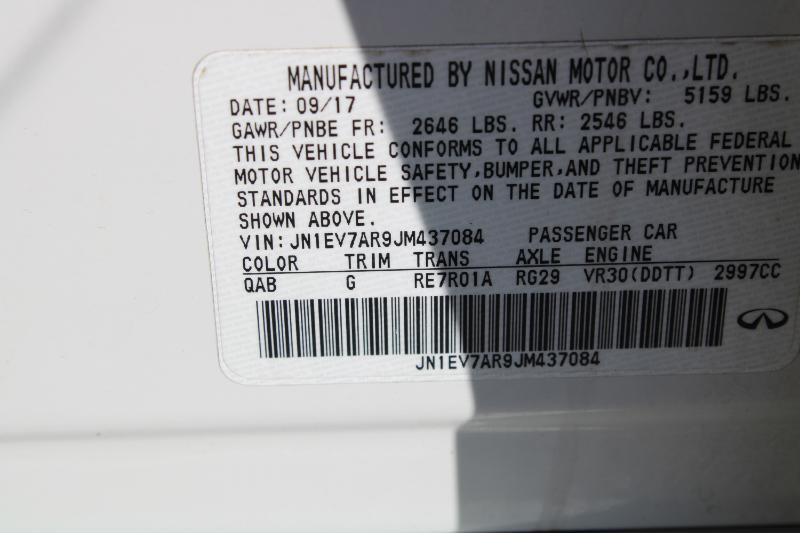 MANUFACTURED BY NISSAN MOTOR CO.,LTD.
DATE: 09/17 GVWR/PNBV: 5159 LBS.
GAWR/PNBE FR: 2646 LBS. RR: 2546 LBS.
THIS VEHICLE CONFORMS TO ALL APPLICABLE FEDERAL
MOTOR VEHICLE SAFETY,BUMPER,AND THEFT PREVENTION
STANDARDS IN EFFECT ON THE DATE OF MANUFACTURE
SHOWN ABOVE.
VIN:JN1EV7AR9JM437084 PASSENGER CAR
COLOR TRIM TRANS AXLE ENGINE
QAB G RE7R01A RG29 VR30(DDTT) 2997CC
JN1EV7AR9JM437084